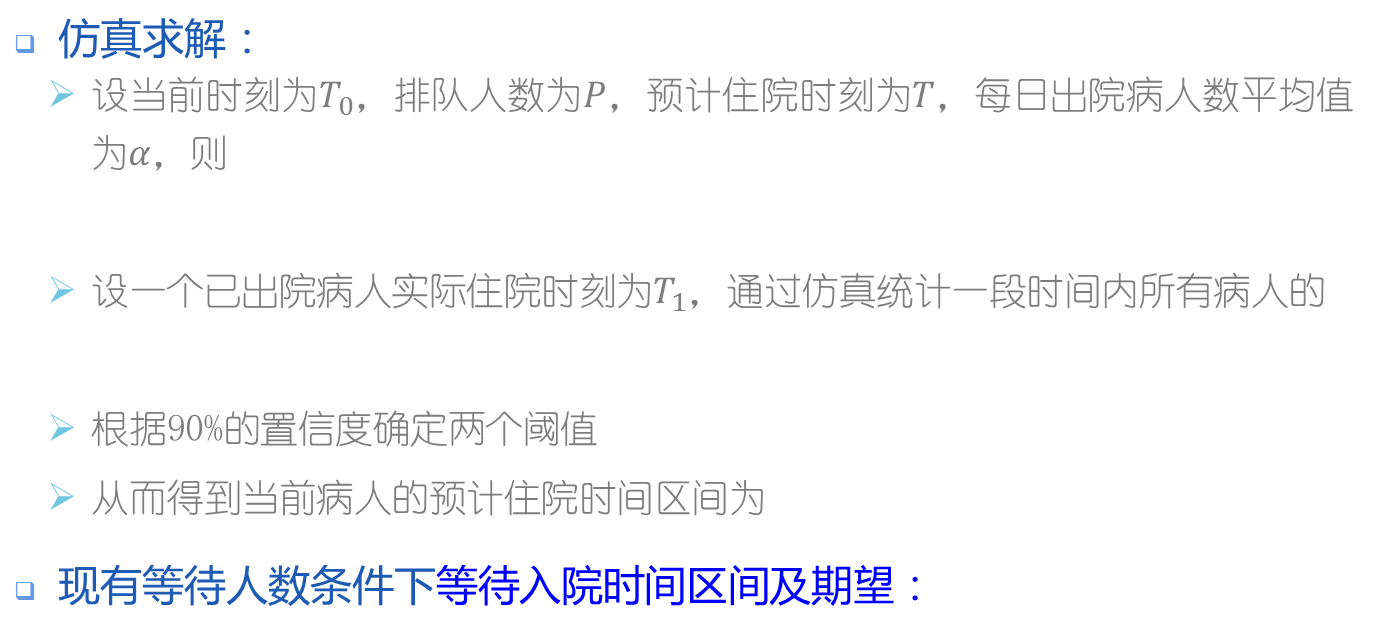 仿真求解：
设当前时刻为T₀，排队人数为P，预计住院时刻为T，每日出院病人数平均值
为α，则
设一个已出院病人实际住院时刻为T₁，通过仿真统计一段时间内所有病人的
根据90%的置信度确定两个阈值
从而得到当前病人的预计住院时间区间为
现有等待人数条件下等待入院时间区间及期望：